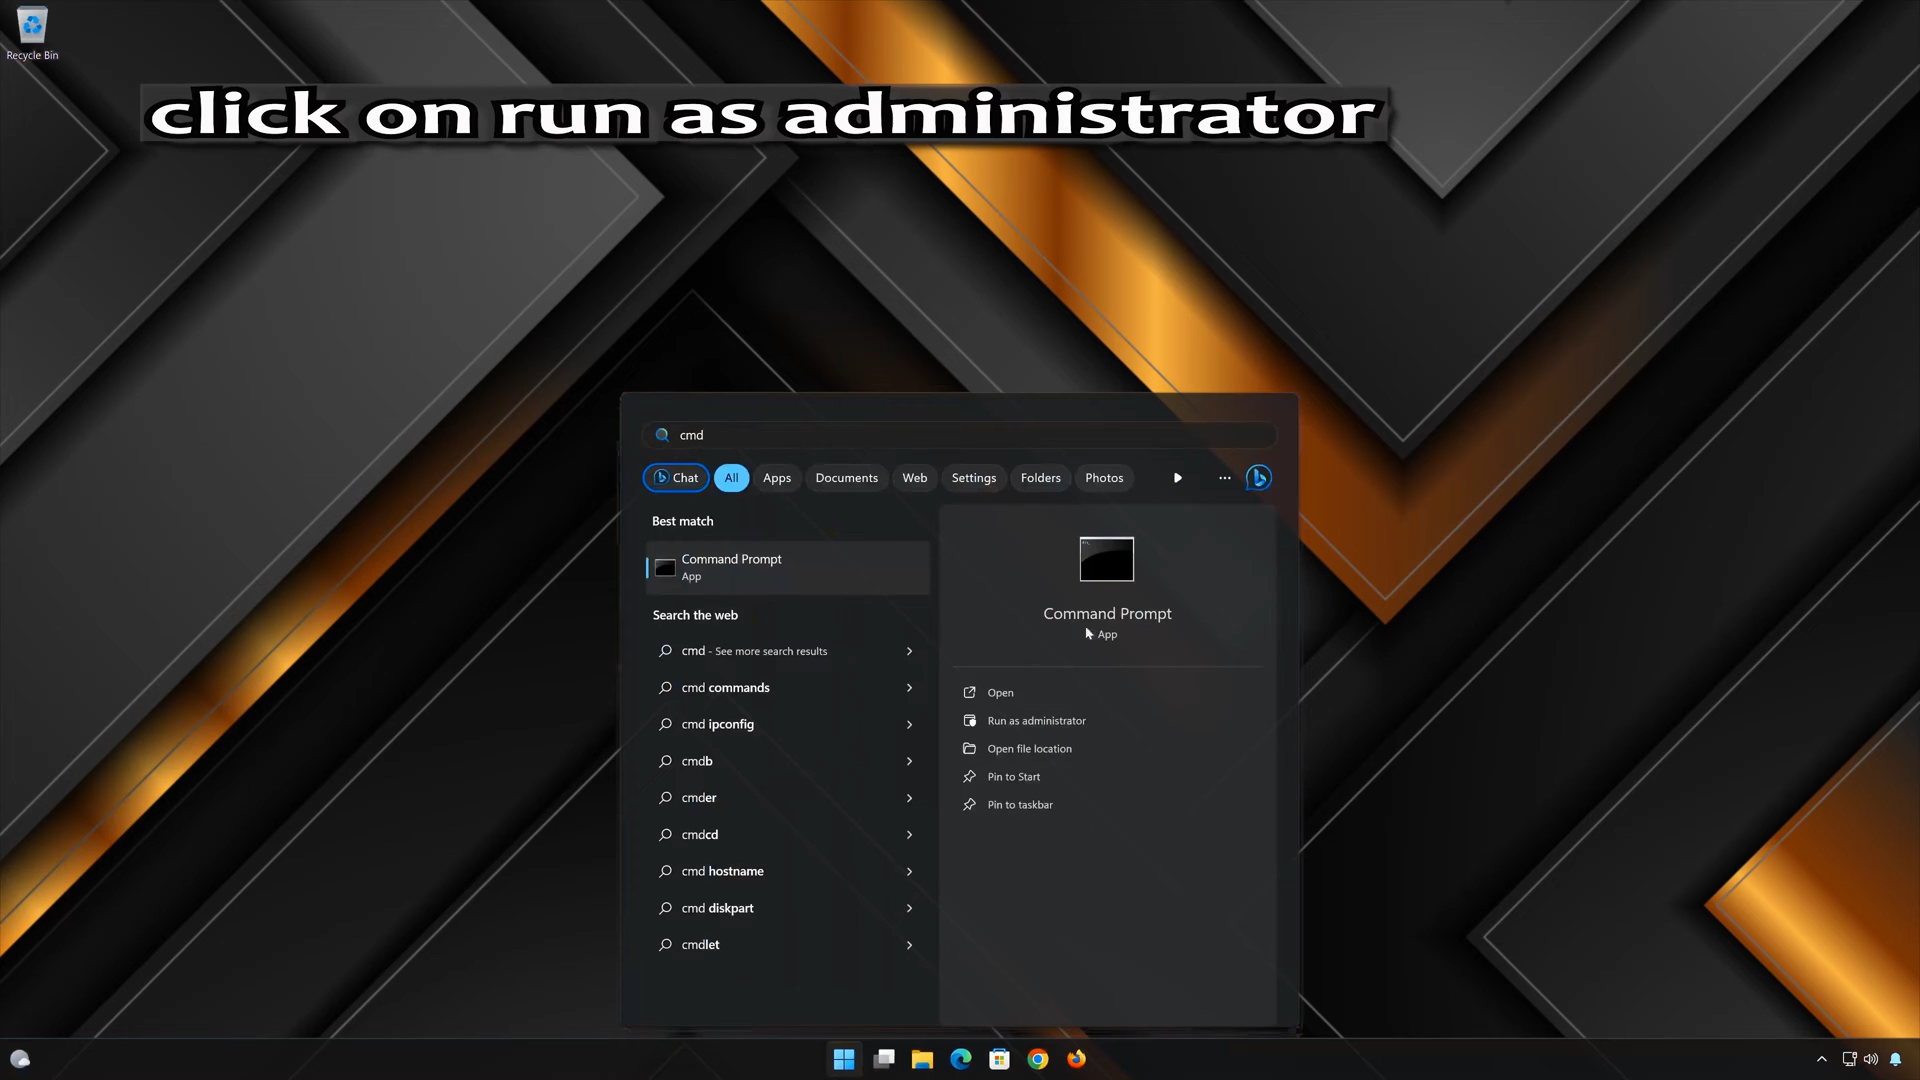 Recycle Bin
click on run as administrator
cmd
Chat
All
Apps
Documents
Web
Settings
Folders
Photos
Best match
Command Prompt
App
Search the web
cmd - See more search results
cmd commands
cmd ipconfig
cmdb
cmder
cmdcd
cmd hostname
cmd diskpart
cmdlet
Command Prompt
App
Open
Run as administrator
Open file location
Pin to Start
Pin to taskbar